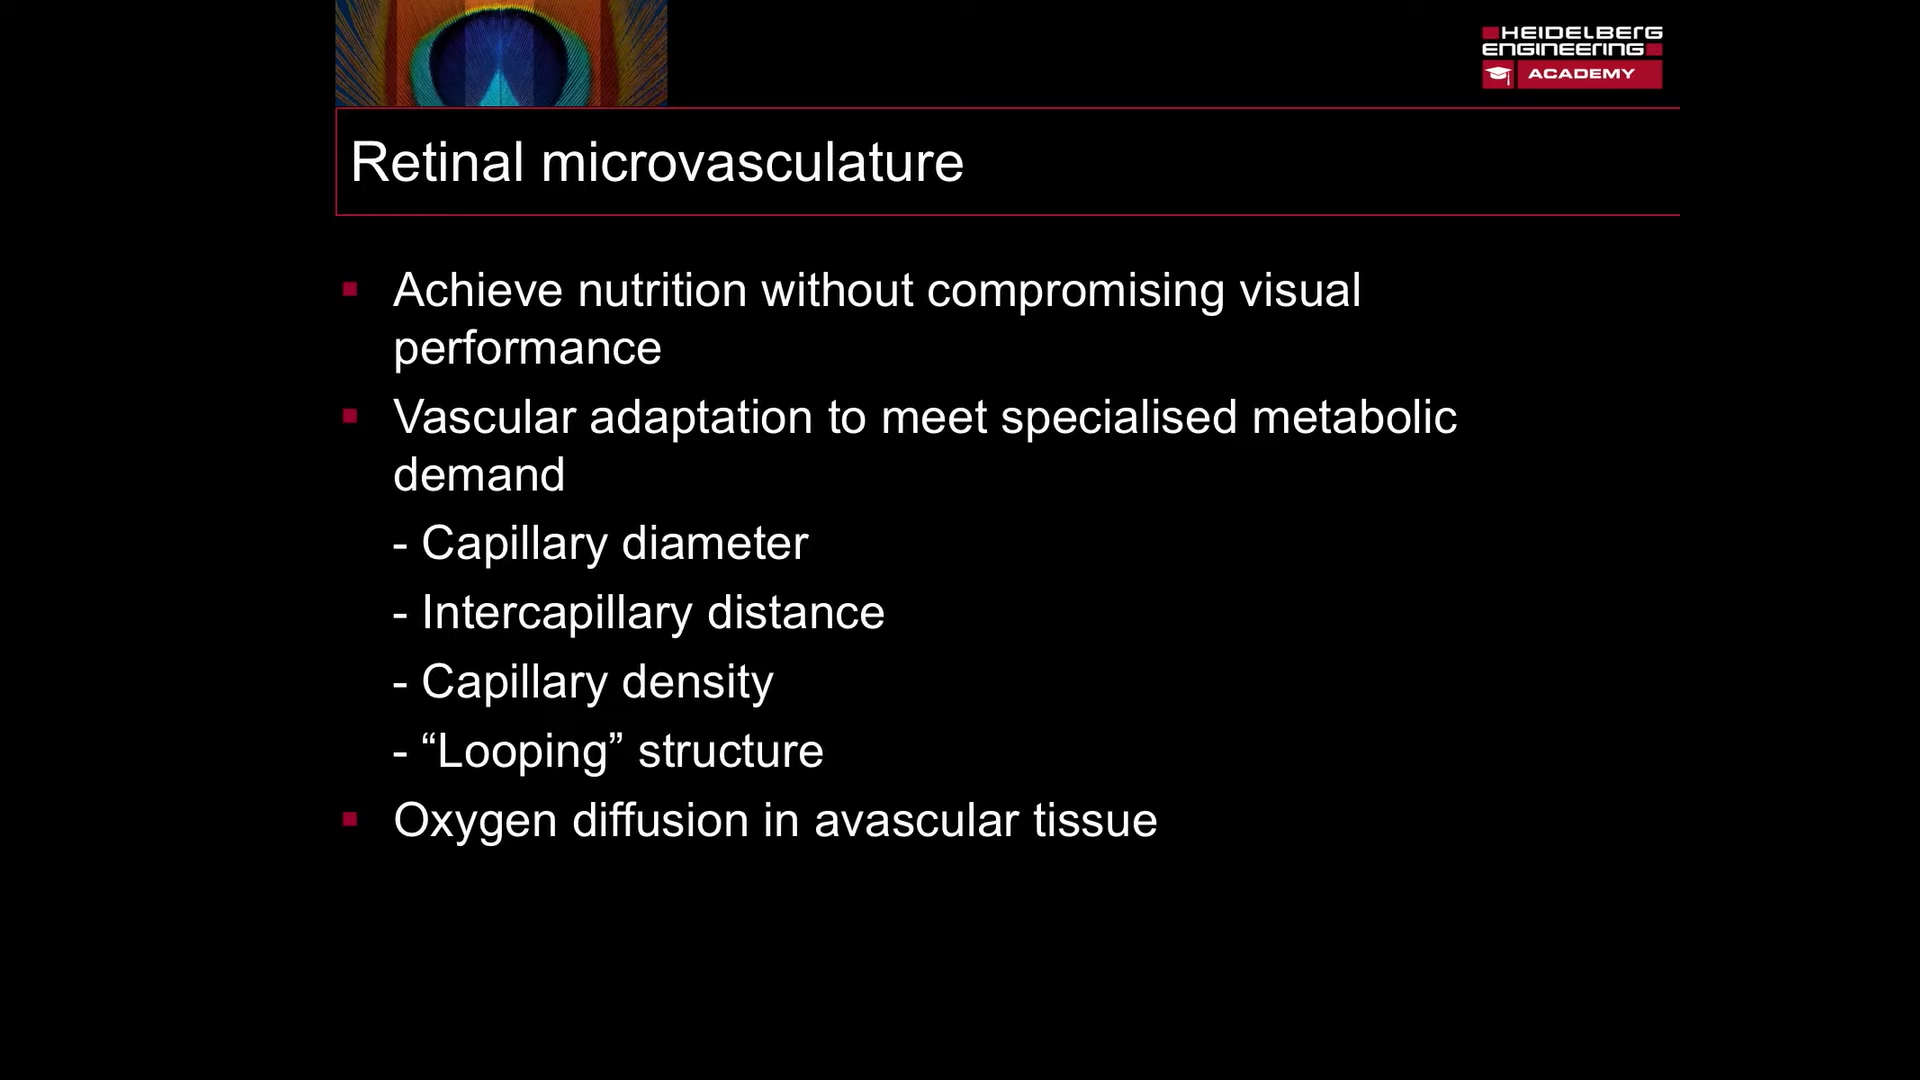 HEIDELBERG
ENGINEERING
ACADEMY
Retinal microvasculature
Achieve nutrition without compromising visual
performance
Vascular adaptation to meet specialised metabolic
demand
- Capillary diameter
- Intercapillary distance
- Capillary density
- “Looping” structure
Oxygen diffusion in avascular tissue